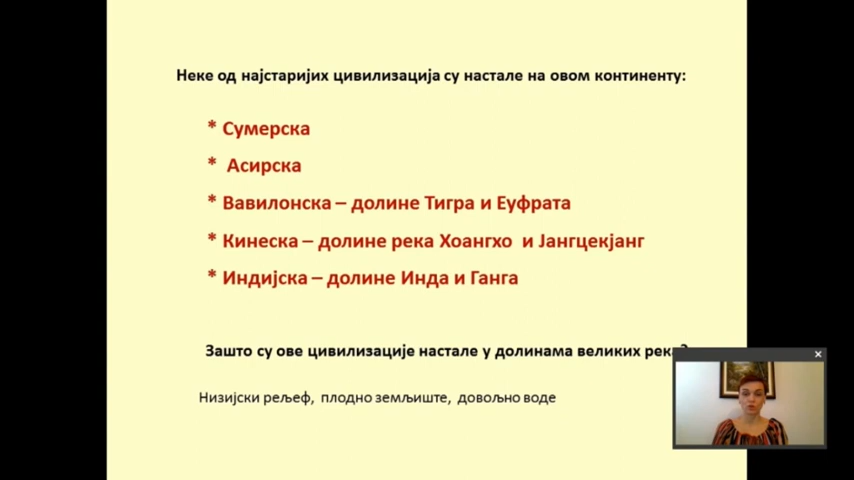 Неке од најстаријих цивилизација су настале на овом континенту:
* Сумерска
* Асирска
* Вавилонска – долине Тигра и Еуфрата
* Кинеска – долине река Хоангхо и Јангцекјанг
* Индијска – долине Инда и Ганга
Зашто су ове цивилизације настале у долинама великих река?
Низијски рељеф, плодно земљиште, довољно воде